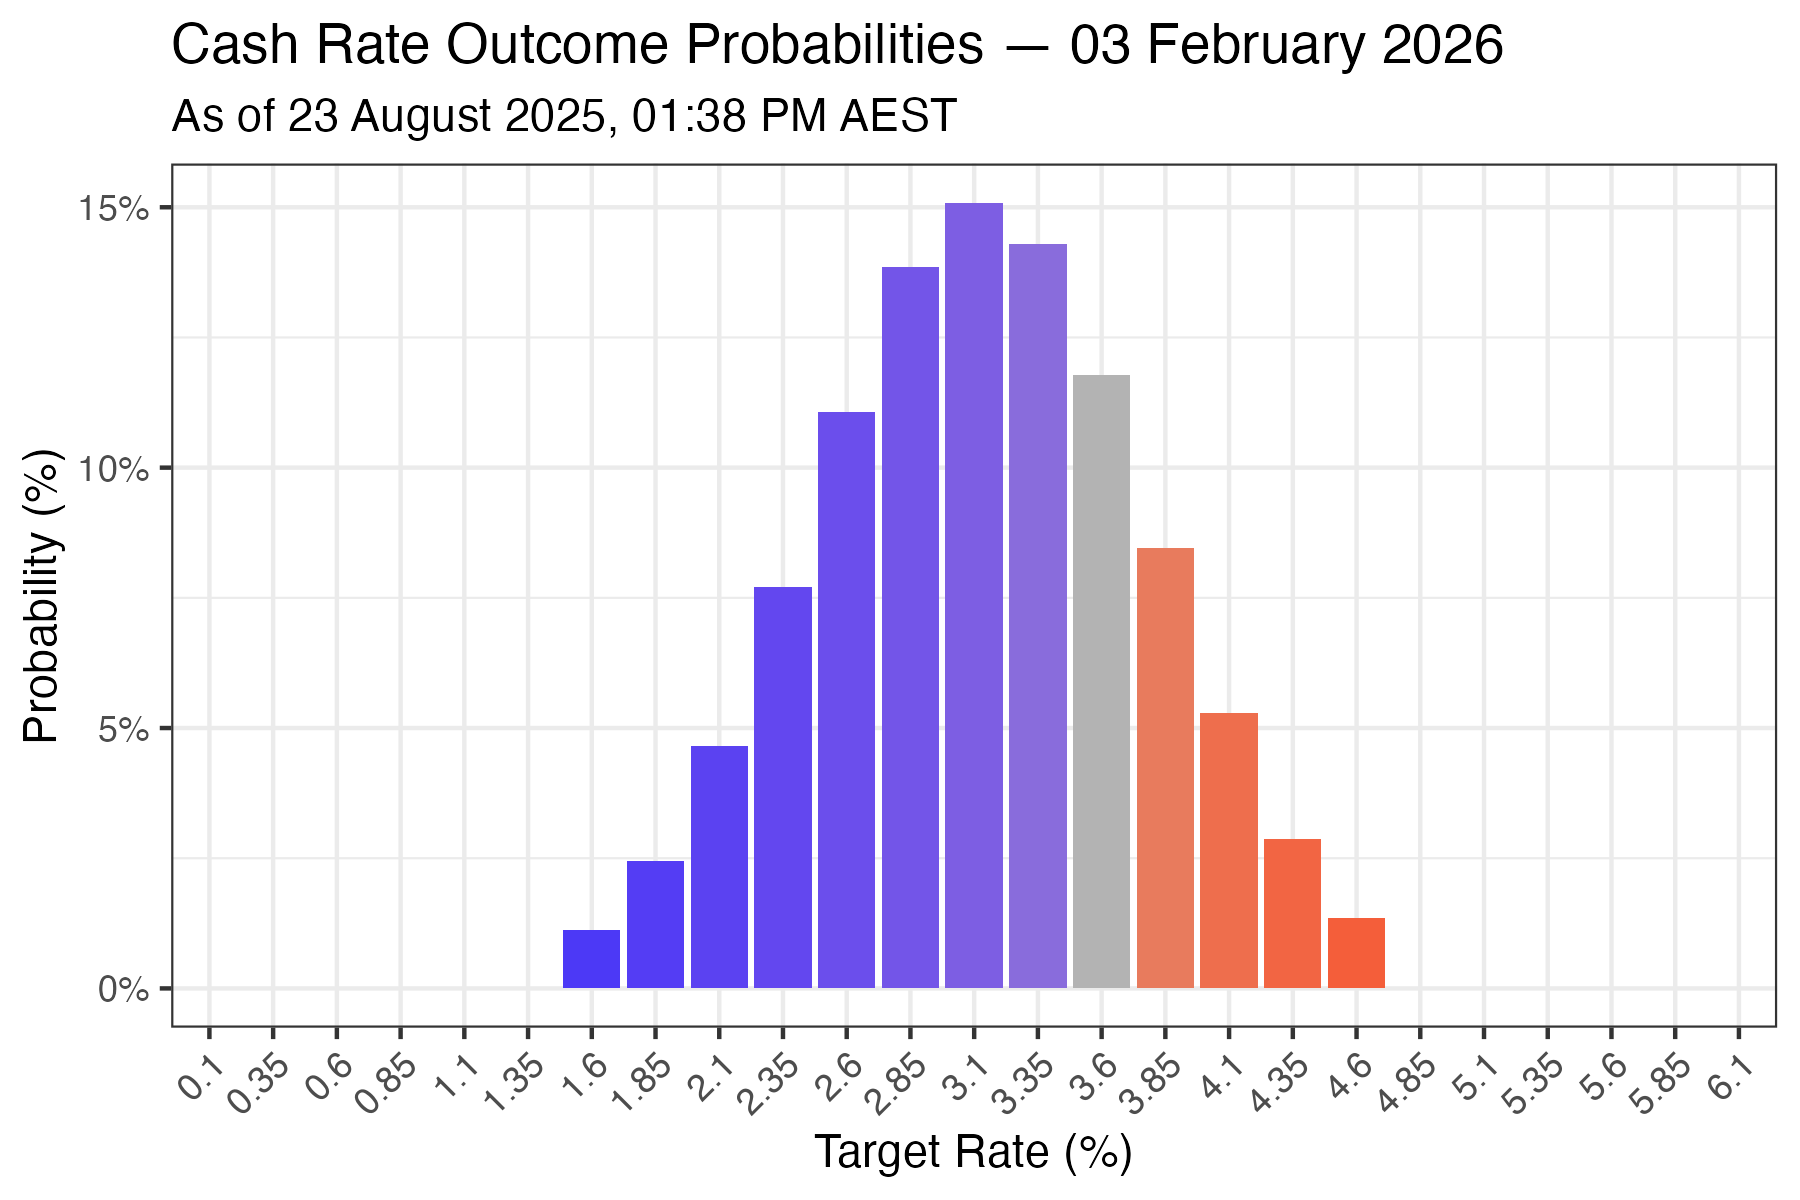 Cash Rate Outcome Probabilities — 03 February 2026
As of 23 August 2025, 01:38 PM AEST
Probability (%)
15%
10%
5%
0%
0.1 0.35 0.6 0.85 1.1 1.35 1.6 1.85 2.1 2.35 2.6 2.85 3.1 3.35 3.6 3.85 4.1 4.35 4.6 4.85 5.1 5.35 5.6 5.85 6.1
Target Rate (%)